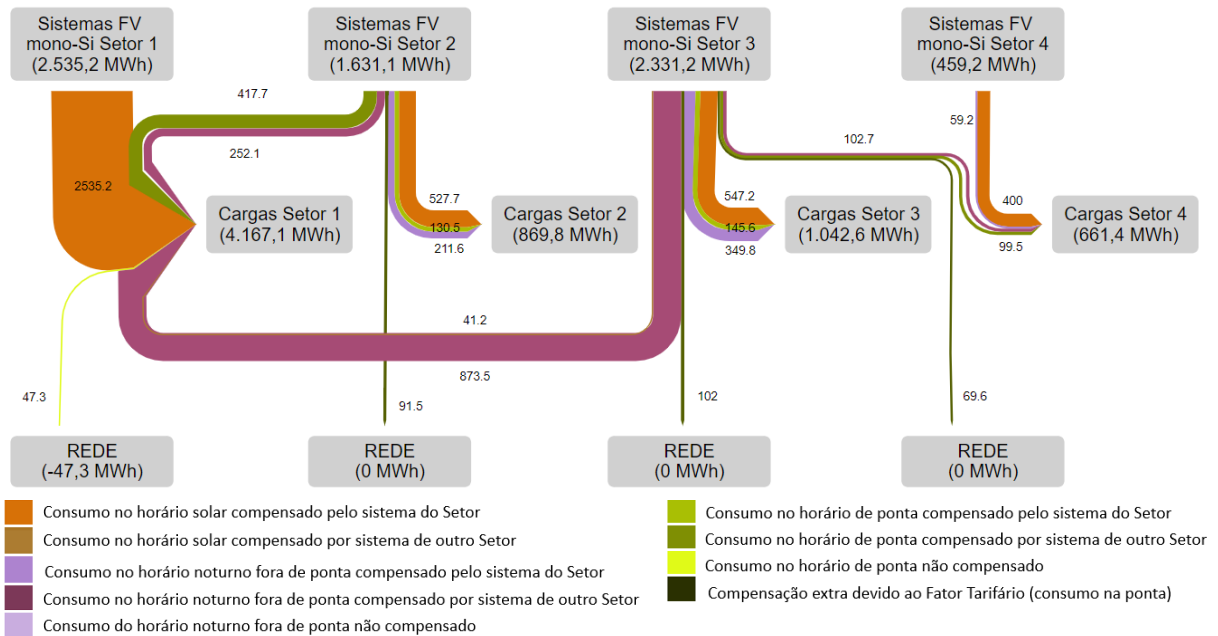 Sistemas FV
mono-Si Setor 1
(2.535,2 MWh)
Sistemas FV
mono-Si Setor 2
(1.631,1 MWh)
Sistemas FV
mono-Si Setor 3
(2.331,2 MWh)
Sistemas FV
mono-Si Setor 4
(459,2 MWh)
417.7
252.1
2535.2
59.2
102.7
527.7
130.5
211.6
547.2
145.6
349.8
400
99.5
Cargas Setor 1
(4.167,1 MWh)
Cargas Setor 2
(869,8 MWh)
Cargas Setor 3
(1.042,6 MWh)
Cargas Setor 4
(661,4 MWh)
41.2
873.5
47.3
91.5
102
69.6
REDE
(-47,3 MWh)
REDE
(0 MWh)
REDE
(0 MWh)
REDE
(0 MWh)
Consumo no horário solar compensado pelo sistema do Setor
Consumo no horário solar compensado por sistema de outro Setor
Consumo no horário noturno fora de ponta compensado pelo sistema do Setor
Consumo no horário noturno fora de ponta compensado por sistema de outro Setor
Consumo do horário noturno fora de ponta não compensado
Consumo no horário de ponta compensado pelo sistema do Setor
Consumo no horário de ponta compensado por sistema de outro Setor
Consumo no horário de ponta não compensado
Compensação extra devido ao Fator Tarifário (consumo na ponta)